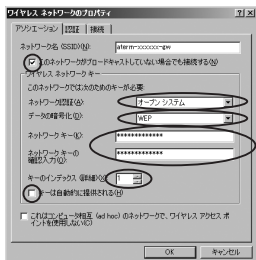 ワイヤレス ネットワークのプロパティ
アソシエーション 認証 接続
ネットワーク名 (SSID)(N): aterm-xxxxxx-gw
このネットワークがブロードキャストしていない場合でも接続する(W)
ワイヤレス ネットワーク キー
このネットワークでは次のためのキーが必要
ネットワーク認証(A): オープン システム
データの暗号化(D): WEP
ネットワーク キー(K): *************
ネットワーク キーの
確認入力(O): *************
キーのインデックス (詳細)(X): 1
キーは自動的に提供される(H)
これはコンピュータ相互 (ad hoc) のネットワークで、ワイヤレス アクセス ポ
イントを使用しない(C)
OK キャンセル